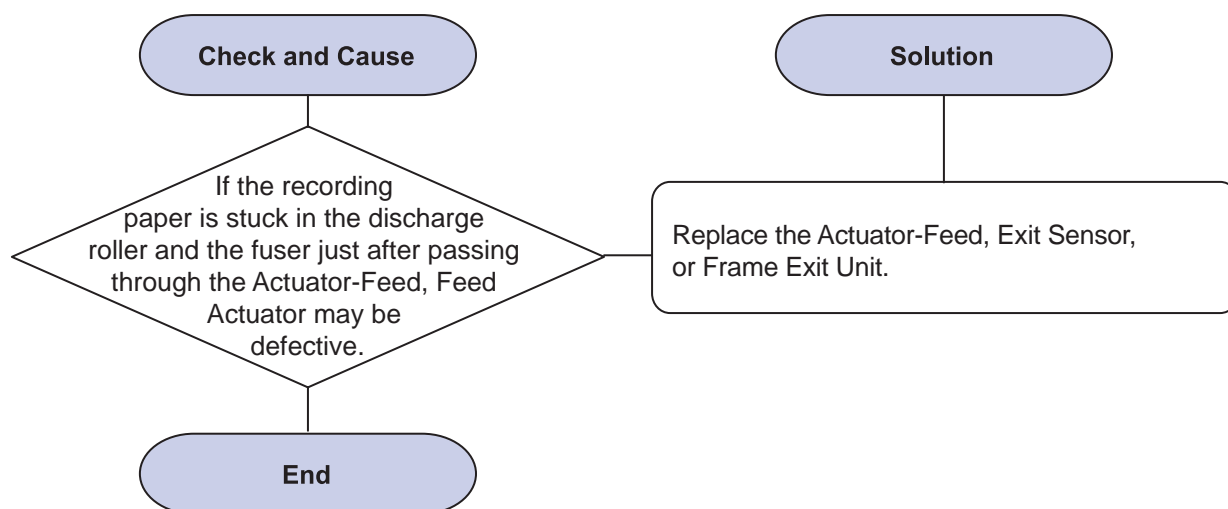 Check and Cause
Solution
If the recording
paper is stuck in the discharge
roller and the fuser just after passing
through the Actuator-Feed, Feed
Actuator may be
defective.
Replace the Actuator-Feed, Exit Sensor,
or Frame Exit Unit.
End